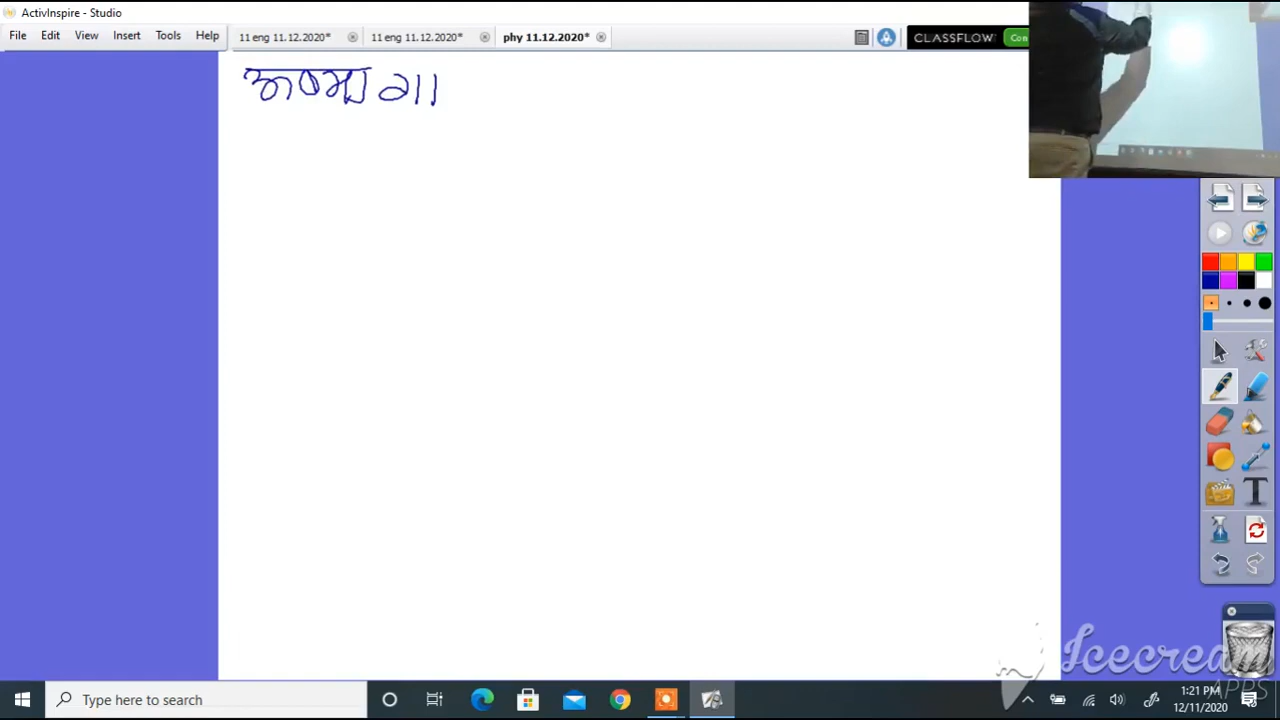 ActivInspire - Studio
File Edit View Insert Tools Help
11 eng 11.12.2020* 11 eng 11.12.2020* phy 11.12.2020* CLASSFLOW Con
T
Icecream
APPS
Type here to search
1:21 PM
12/11/2020